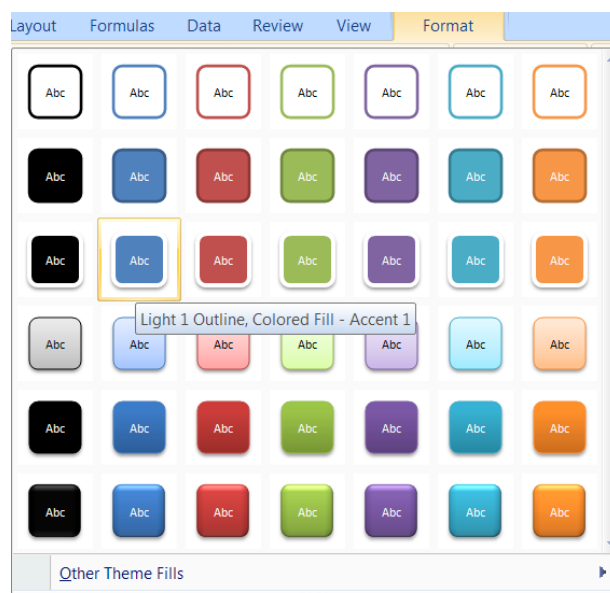 Layout Formulas Data Review View Format
Abc Abc Abc Abc Abc Abc Abc
Abc Abc Abc Abc Abc Abc Abc
Abc Abc Abc Abc Abc Abc Abc
Light 1 Outline, Colored Fill - Accent 1
Abc Abc Abc Abc Abc Abc Abc
Abc Abc Abc Abc Abc Abc Abc
Abc Abc Abc Abc Abc Abc Abc
Other Theme Fills